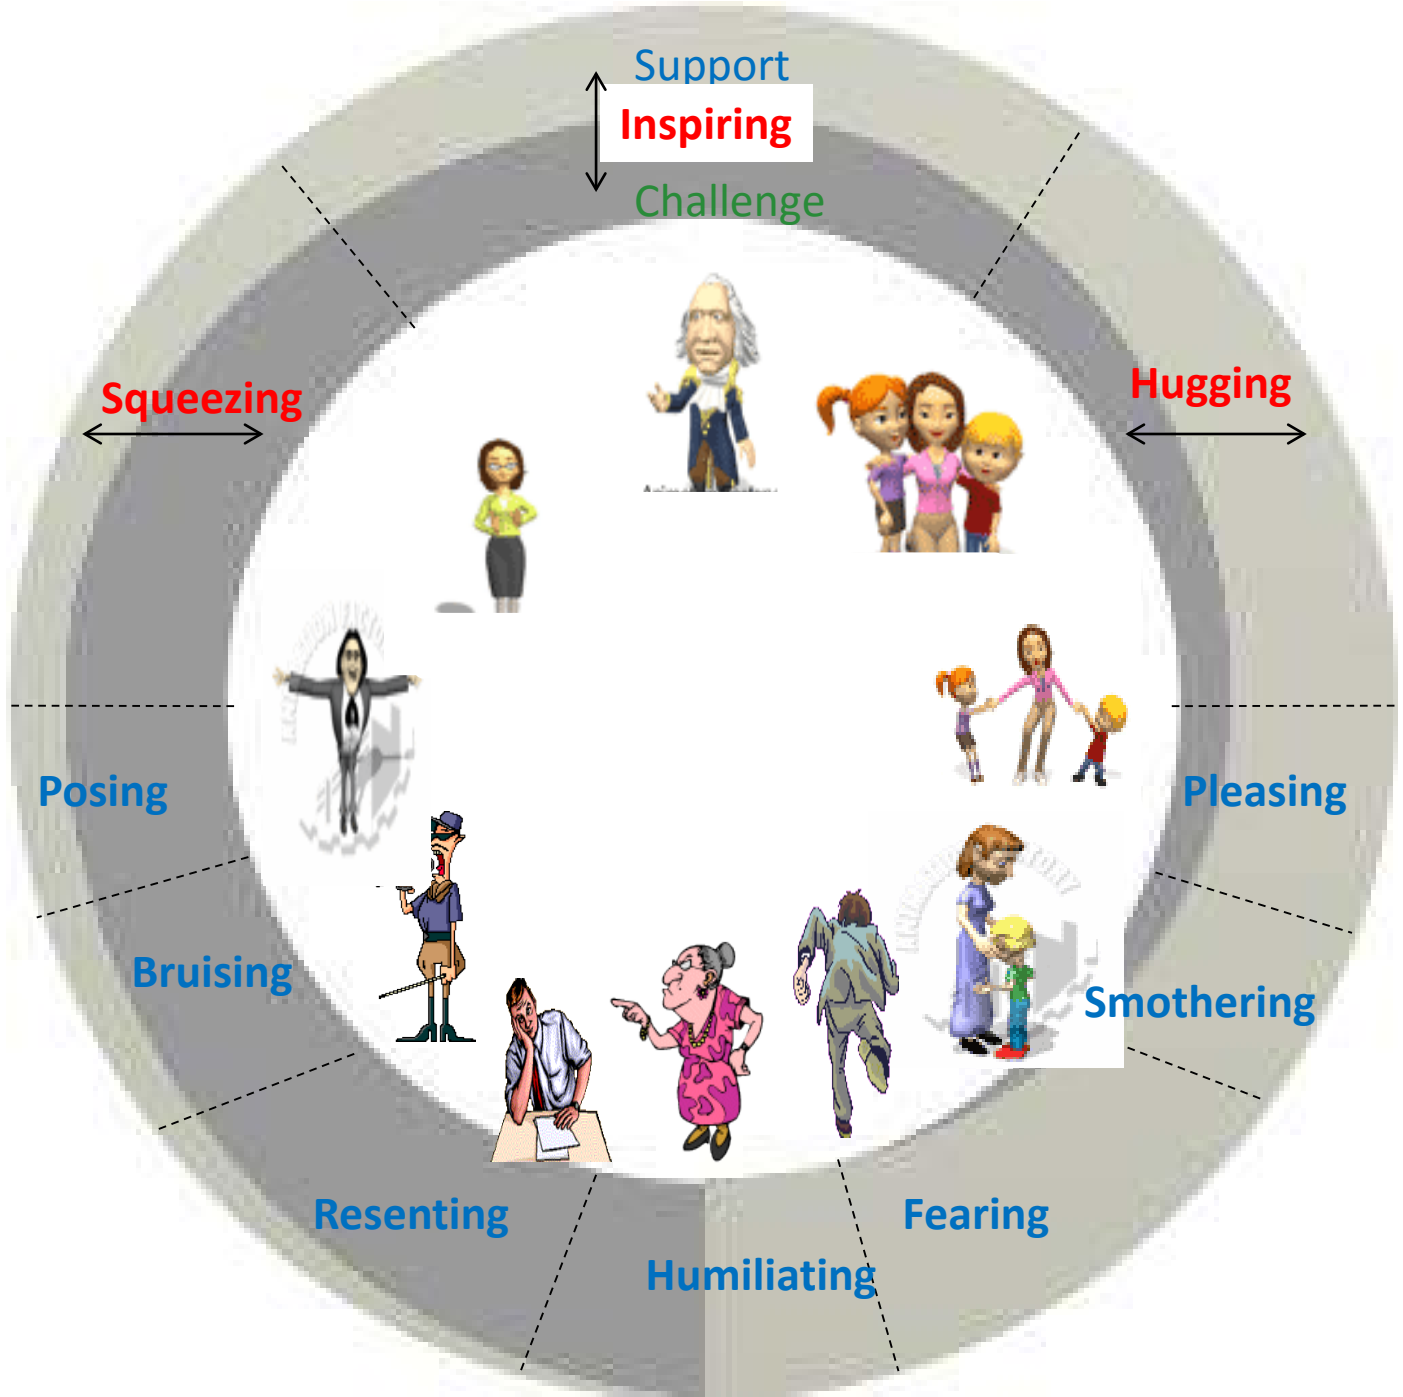 Support
Inspiring
Challenge
Squeezing
Hugging
Posing
Pleasing
Bruising
Smothering
Resenting
Fearing
Humiliating